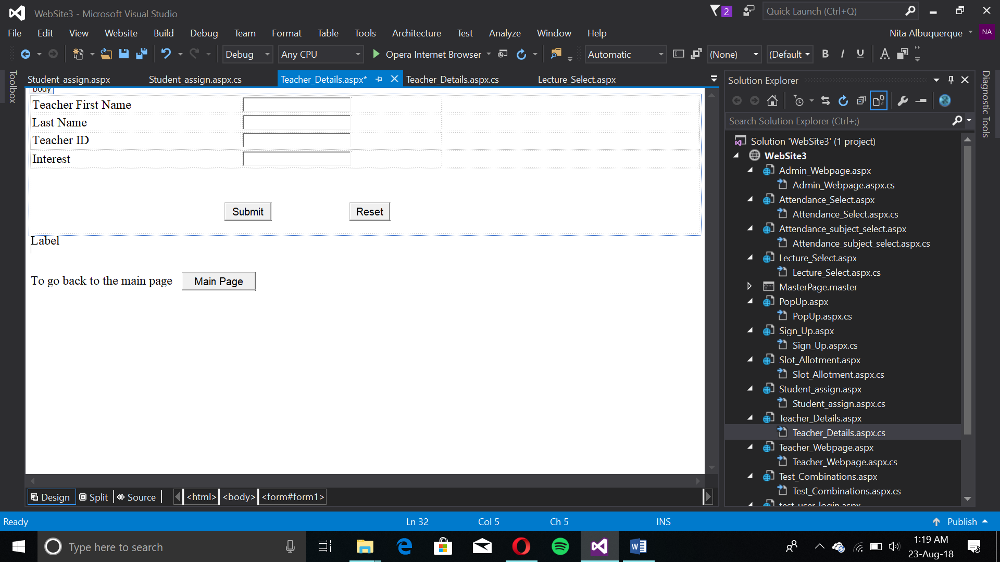 WebSite3 - Microsoft Visual Studio
2
Quick Launch (Ctrl+Q)
File Edit View Website Build Debug Team Format Table Tools Architecture Test Analyze Window Help
Nita Albuquerque
NA
Debug Any CPU Opera Internet Browser Automatic (None) (Default B I U A
Toolbox
Student_assign.aspx Student_assign.aspx.cs Teacher_Details.aspx* Teacher_Details.aspx.cs Lecture_Select.aspx
body
Teacher First Name
Last Name
Teacher ID
Interest
Submit Reset
Label
To go back to the main page Main Page
Design Split Source <html> <body> <form#form1>
Solution Explorer
Search Solution Explorer (Ctrl+;)
Solution 'WebSite3' (1 project)
WebSite3
Admin_Webpage.aspx
Admin_Webpage.aspx.cs
Attendance_Select.aspx
Attendance_Select.aspx.cs
Attendance_subject_select.aspx
Attendance_subject_select.aspx.cs
Lecture_Select.aspx
Lecture_Select.aspx.cs
MasterPage.master
PopUp.aspx
PopUp.aspx.cs
Sign_Up.aspx
Sign_Up.aspx.cs
Slot_Allotment.aspx
Slot_Allotment.aspx.cs
Student_assign.aspx
Student_assign.aspx.cs
Teacher_Details.aspx
Teacher_Details.aspx.cs
Teacher_Webpage.aspx
Teacher_Webpage.aspx.cs
Test_Combinations.aspx
Test_Combinations.aspx.cs
test_user_login.aspx
Diagnostic Tools
Ready Ln 32 Col 5 Ch 5 INS Publish
Type here to search
1:19 AM
23-Aug-18